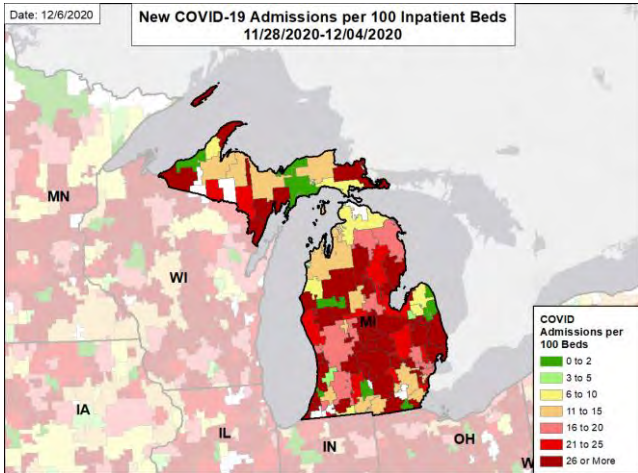 Date: 12/6/2020
New COVID-19 Admissions per 100 Inpatient Beds
11/28/2020-12/04/2020
MN
WI
MI
IA
IL
IN
OH
W
COVID
Admissions per
100 Beds
0 to 2
3 to 5
6 to 10
11 to 15
16 to 20
21 to 25
26 or More